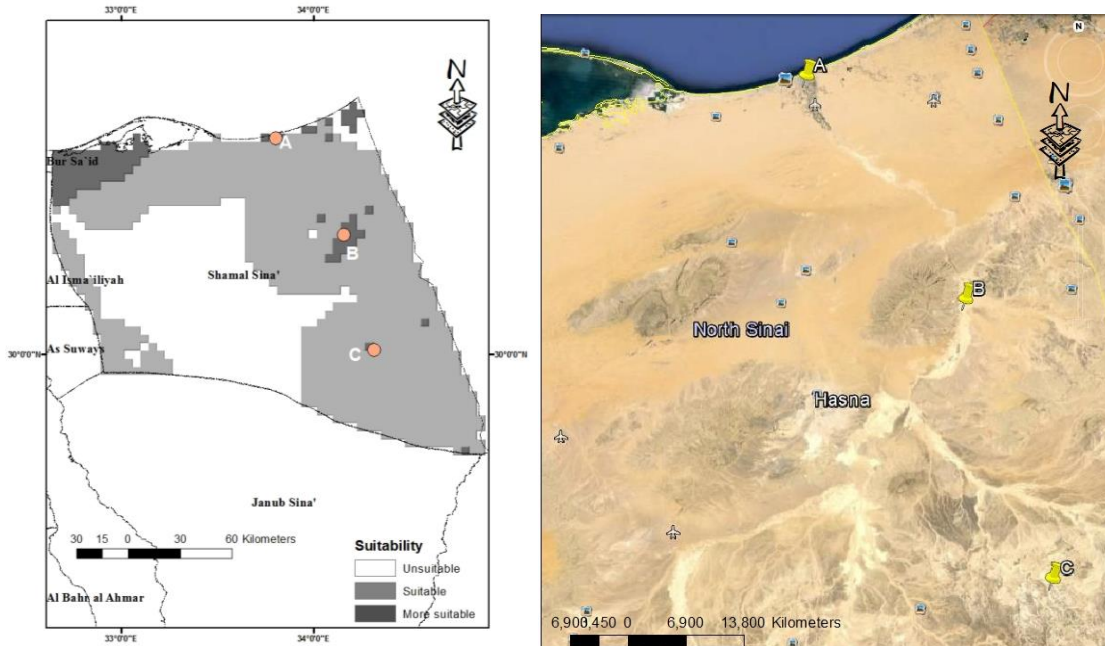 33°0'0"E 34°0'0"E
N
A
Bur Sa`id
B
Shamal Sina'
Al Isma`iliyah
As Suways
C
30°0'0"N 30°0'0"N
Janub Sina'
30 15 0 30 60 Kilometers
Suitability
Unsuitable
Suitable
More suitable
Al Bahr al Ahmar
33°0'0"E 34°0'0"E
N
A
N
B
North Sinai
Hasna
C
6,900 3,450 0 6,900 13,800 Kilometers